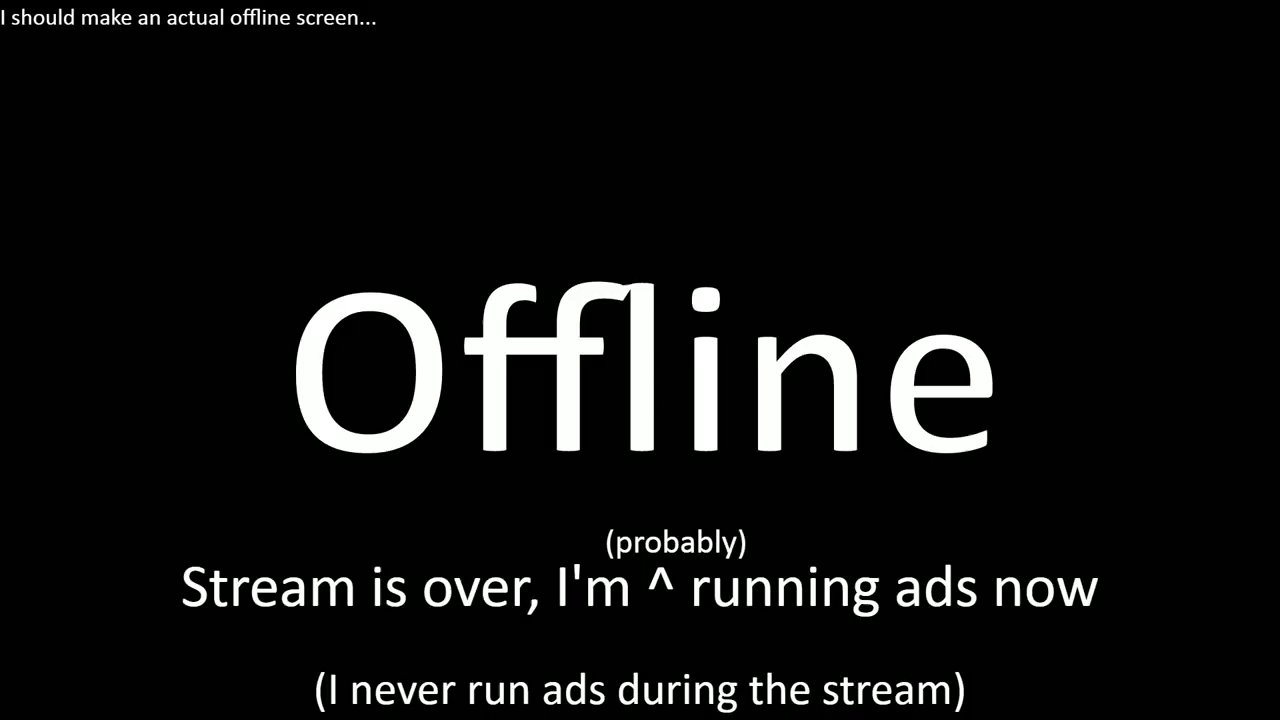 I should make an actual offline screen...
Offline
(probably)
Stream is over, I'm ^ running ads now
(I never run ads during the stream)